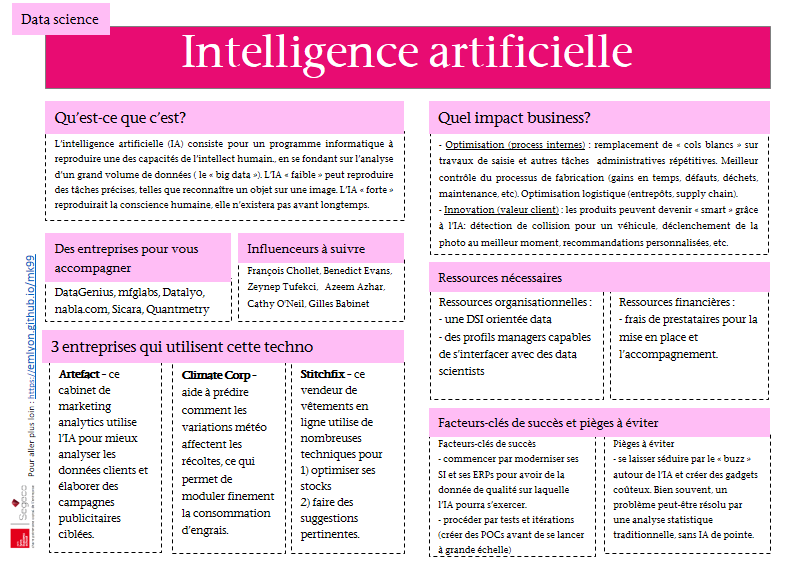 Data science
Intelligence artificielle
Qu'est-ce que c'est?
L'intelligence artificielle (IA) consiste pour un programme informatique à
reproduire une des capacités de l'intellect humain., en se fondant sur l'analyse
d'un grand volume de données ( le « big data »). L'IA « faible » peut reproduire
des tâches précises, telles que reconnaître un objet sur une image. L'IA « forte »
reproduirait la conscience humaine, elle n'existera pas avant longtemps.
Des entreprises pour vous
accompagner
DataGenius, mfglabs, Datalyo,
nabla.com, Sicara, Quantmetry
Influenceurs à suivre
François Chollet, Benedict Evans,
Zeynep Tufekci, Azeem Azhar,
Cathy O'Neil, Gilles Babinet
3 entreprises qui utilisent cette techno
Artefact – ce
cabinet de
marketing
analytics utilise
l'IA pour mieux
analyser les
données clients et
élaborer des
campagnes
publicitaires
ciblées.
Climate Corp –
aide à prédire
comment les
variations météo
affectent les
récoltes, ce qui
permet de
moduler finement
la consommation
d'engrais.
Stitchfix – ce
vendeur de
vêtements en
ligne utilise de
nombreuses
techniques pour
1) optimiser ses
stocks
2) faire des
suggestions
pertinentes.
Quel impact business?
- Optimisation (process internes) : remplacement de « cols blancs » sur
travaux de saisie et autres tâches administratives répétitives. Meilleur
contrôle du processus de fabrication (gains en temps, défauts, déchets,
maintenance, etc). Optimisation logistique (entrepôts, supply chain).
- Innovation (valeur client) : les produits peuvent devenir « smart » grâce
à l'IA: détection de collision pour un véhicule, déclenchement de la
photo au meilleur moment, recommandations personnalisées, etc.
Ressources nécessaires
Ressources organisationnelles :
- une DSI orientée data
- des profils managers capables
de s'interfacer avec des data
scientists
Ressources financières :
- frais de prestataires pour la
mise en place et
l'accompagnement.
Facteurs-clés de succès et pièges à éviter
Facteurs-clés de succès
- commencer par moderniser ses
SI et ses ERPs pour avoir de la
donnée de qualité sur laquelle
l'IA pourra s'exercer.
- procéder par tests et itérations
(créer des POCs avant de se lancer
à grande échelle)
Pièges à éviter
- se laisser séduire par le « buzz »
autour de l'IA et créer des gadgets
coûteux. Bien souvent, un
problème peut-être résolu par
une analyse statistique
traditionnelle, sans IA de pointe.
Pour aller plus loin : https://emlyon.github.io/mk99
Segeco